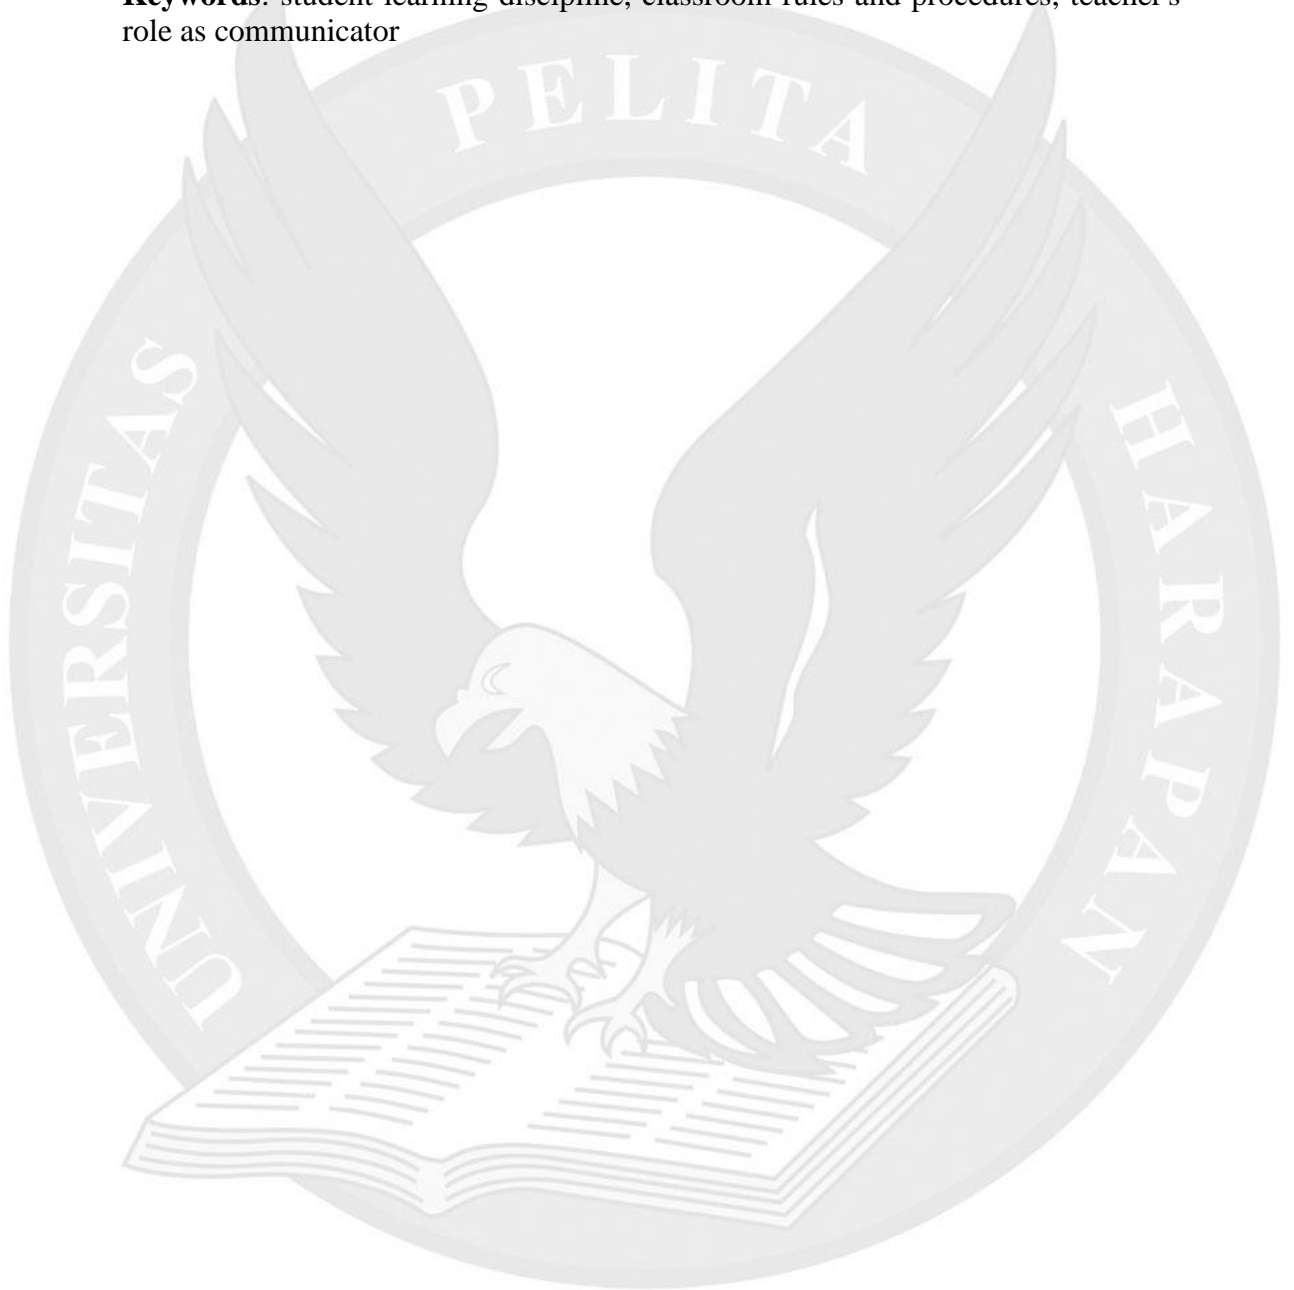 Keywords: student learning discipline, classroom rules and procedures, teacher's
role as communicator
UNIVERSITAS PELITA HARAPAN